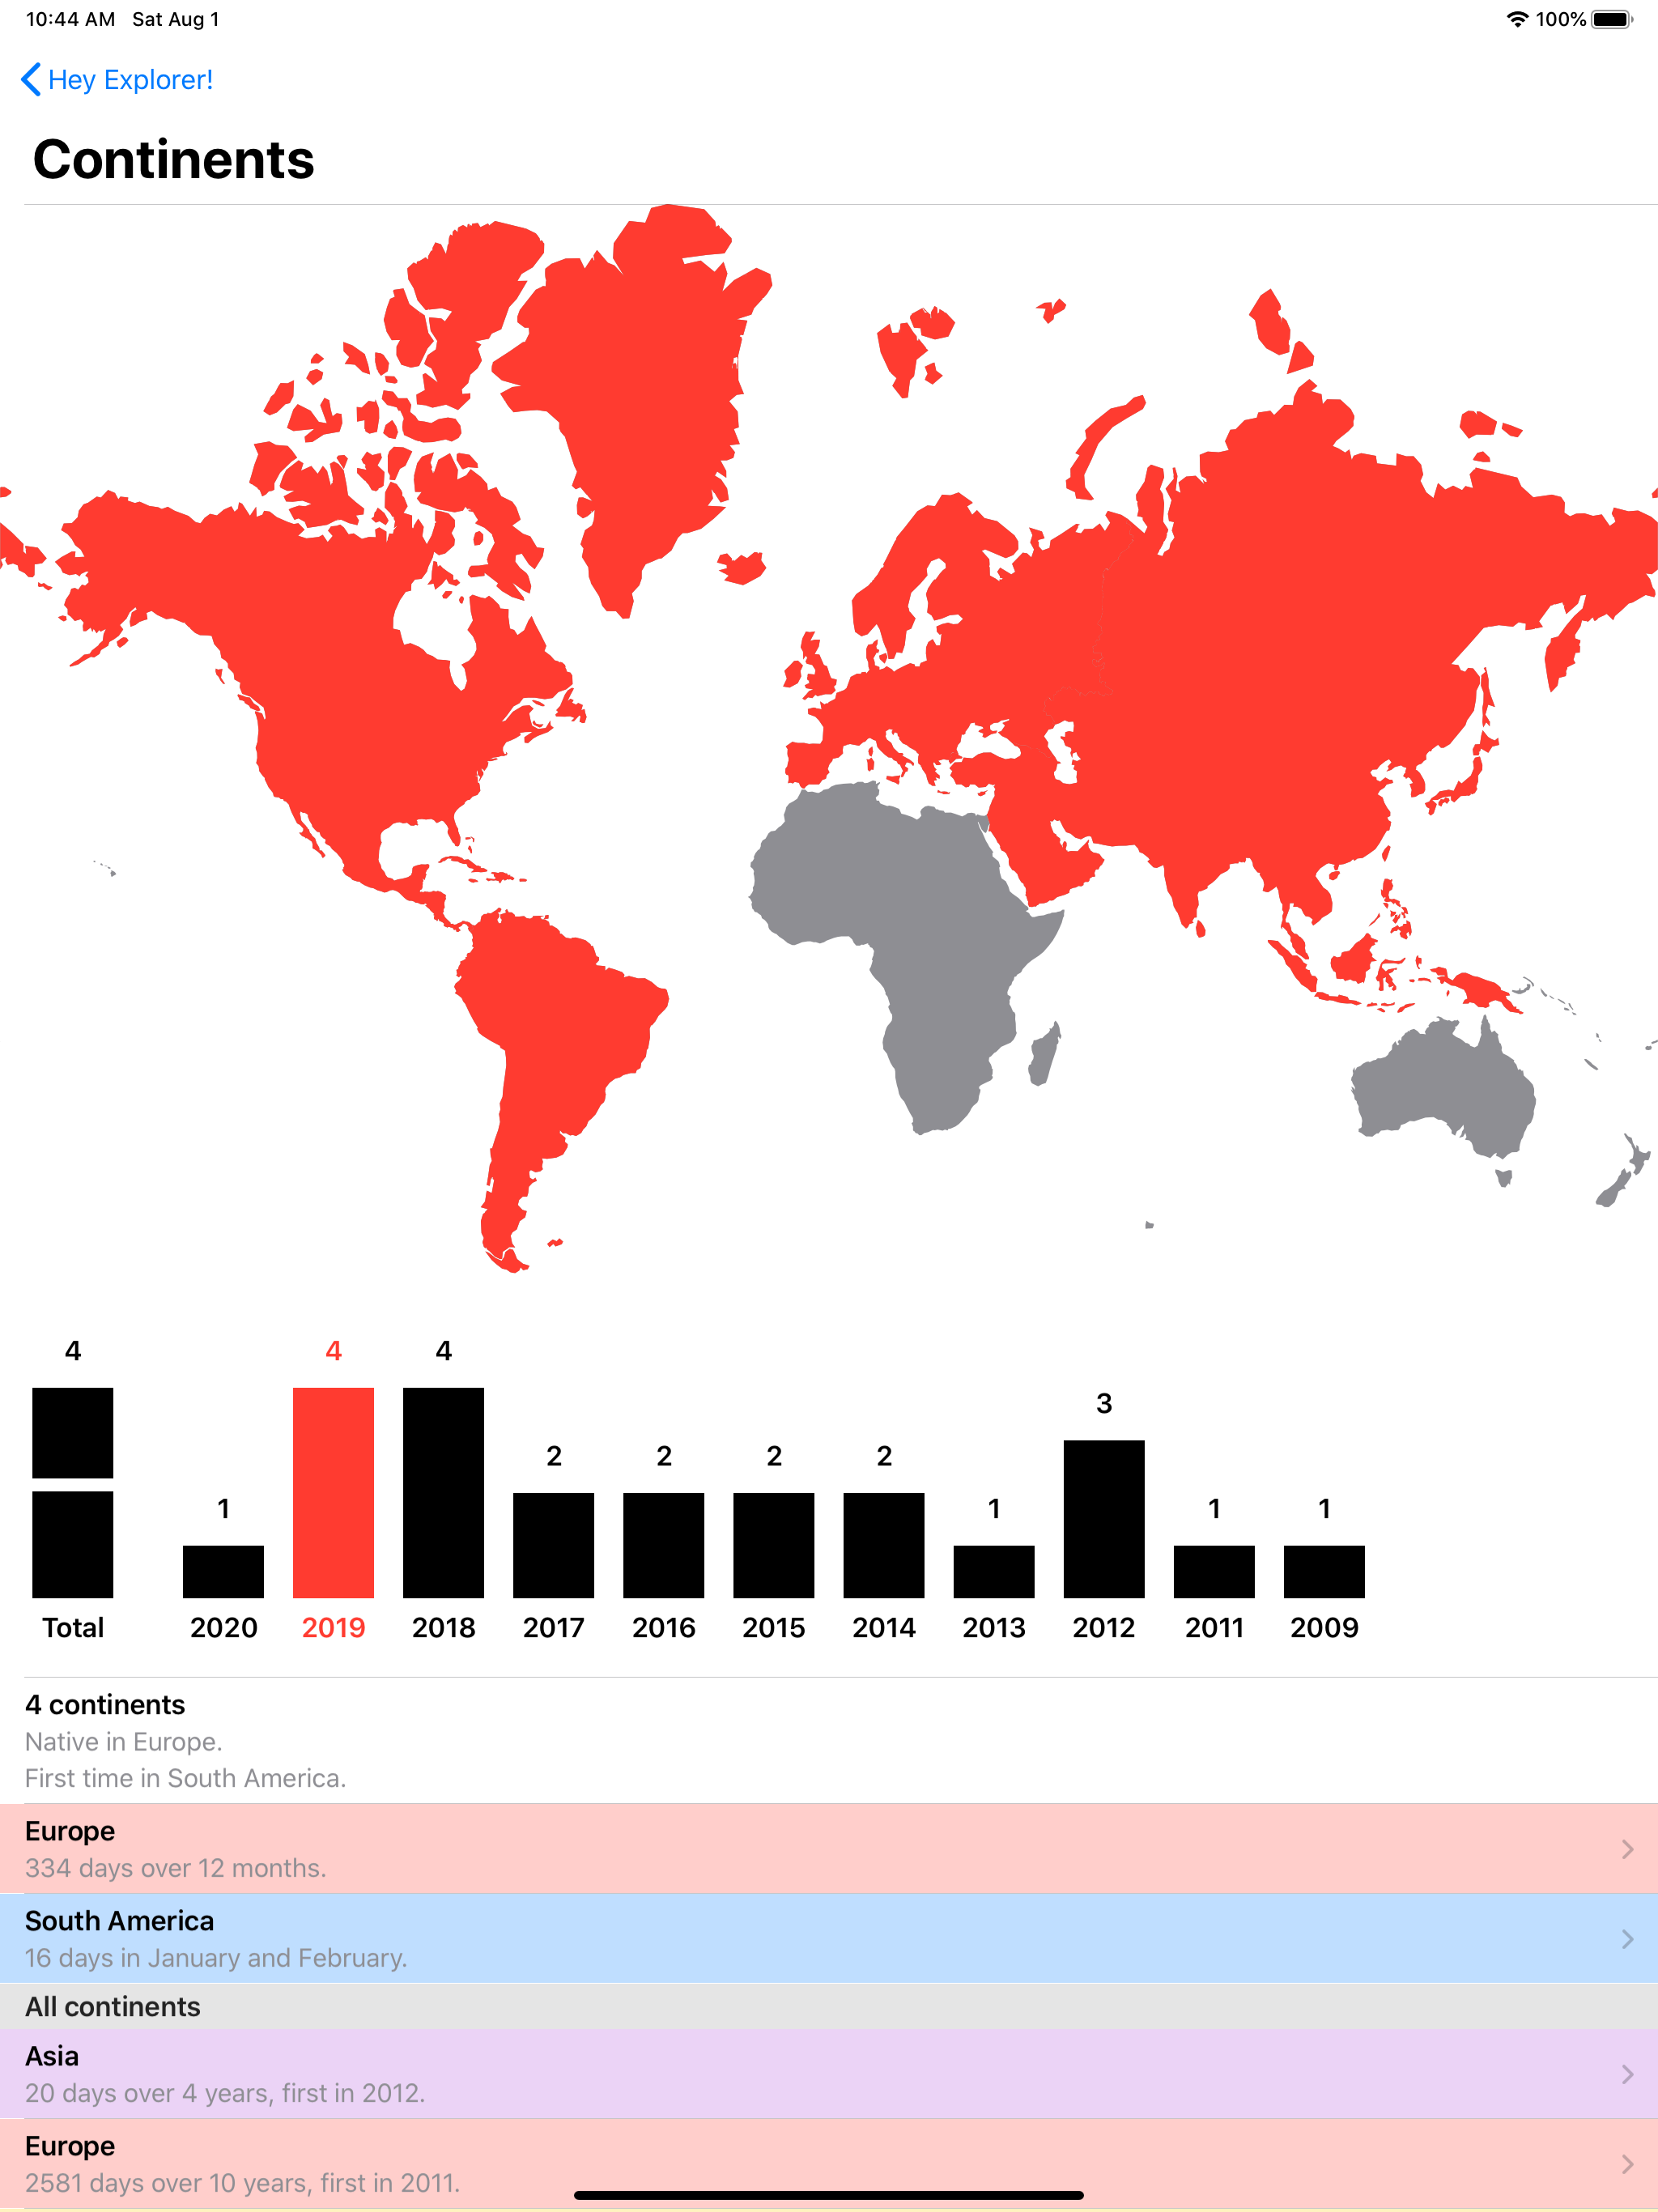 10:44 AM Sat Aug 1 100%
Hey Explorer!
Continents
4 4 4
3
2 2 2 2
1 1 1 1
Total 2020 2019 2018 2017 2016 2015 2014 2013 2012 2011 2009
4 continents
Native in Europe.
First time in South America.
Europe
334 days over 12 months.
South America
16 days in January and February.
All continents
Asia
20 days over 4 years, first in 2012.
Europe
2581 days over 10 years, first in 2011.